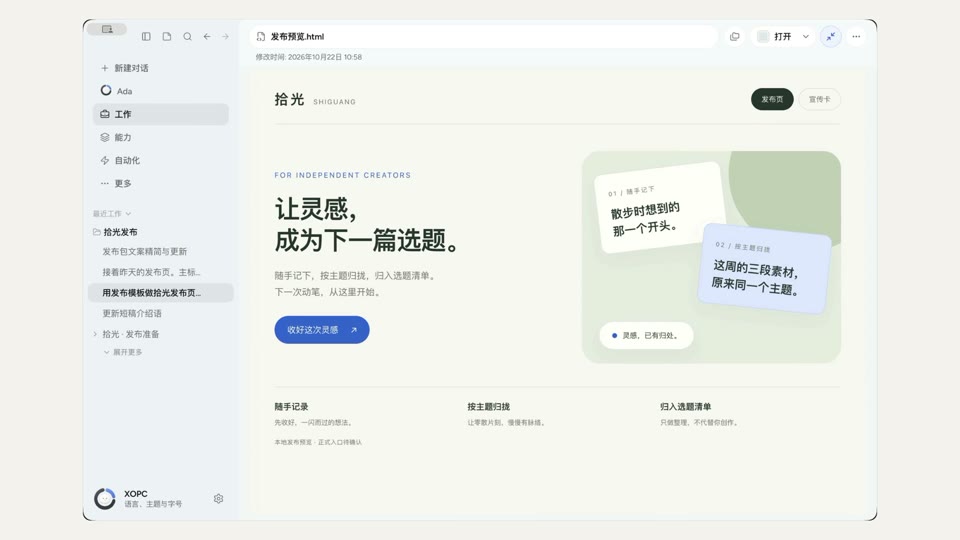 发布预览.html
打开
修改时间: 2026年10月22日 10:58
新建对话
Ada
工作
能力
自动化
更多
最近工作
拾光发布
发布包文案精简与更新
接着昨天的发布页。主标...
用发布模板做拾光发布页...
更新短稿介绍语
拾光 · 发布准备
展开更多
XOPC
语言、主题与字号
拾光 SHIGUANG
发布页
宣传卡
FOR INDEPENDENT CREATORS
让灵感，
成为下一篇选题。
随手记下，按主题归拢，归入选题清单。
下一次动笔，从这里开始。
收好这次灵感
01 / 随手记下
散步时想到的
那一个开头。
02 / 按主题归拢
这周的三段素材，
原来同一个主题。
灵感，已有归处。
随手记录
先收好，一闪而过的想法。
按主题归拢
让零散片刻，慢慢有脉络。
归入选题清单
只做整理，不代替你创作。
本地发布预览 · 正式入口待确认